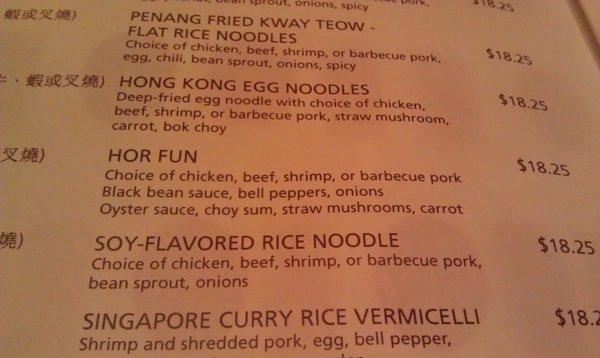 bean sprout, onions, spicy
$18.25
蝦或叉燒)
PENANG FRIED KWAY TEOW -
FLAT RICE NOODLES
Choice of chicken, beef, shrimp, or barbecue pork,
egg, chili, bean sprout, onions, spicy
$18.25
、蝦或叉燒)
HONG KONG EGG NOODLES
Deep-fried egg noodle with choice of chicken,
beef, shrimp, or barbecue pork, straw mushroom,
carrot, bok choy
$18.25
叉燒)
HOR FUN
Choice of chicken, beef, shrimp, or barbecue pork
Black bean sauce, bell peppers, onions
Oyster sauce, choy sum, straw mushrooms, carrot
$18.25
燒)
SOY-FLAVORED RICE NOODLE
Choice of chicken, beef, shrimp, or barbecue pork,
bean sprout, onions
$18.25
SINGAPORE CURRY RICE VERMICELLI
Shrimp and shredded pork, egg, bell pepper,
$18.2